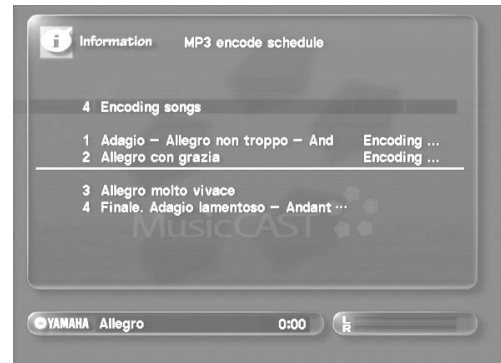 i Information MP3 encode schedule
4 Encoding songs
1 Adagio – Allegro non troppo – And Encoding ...
2 Allegro con grazia Encoding ...
3 Allegro molto vivace
4 Finale. Adagio lamentoso – Andant ...
MusicCAST
YAMAHA Allegro 0:00 L
R